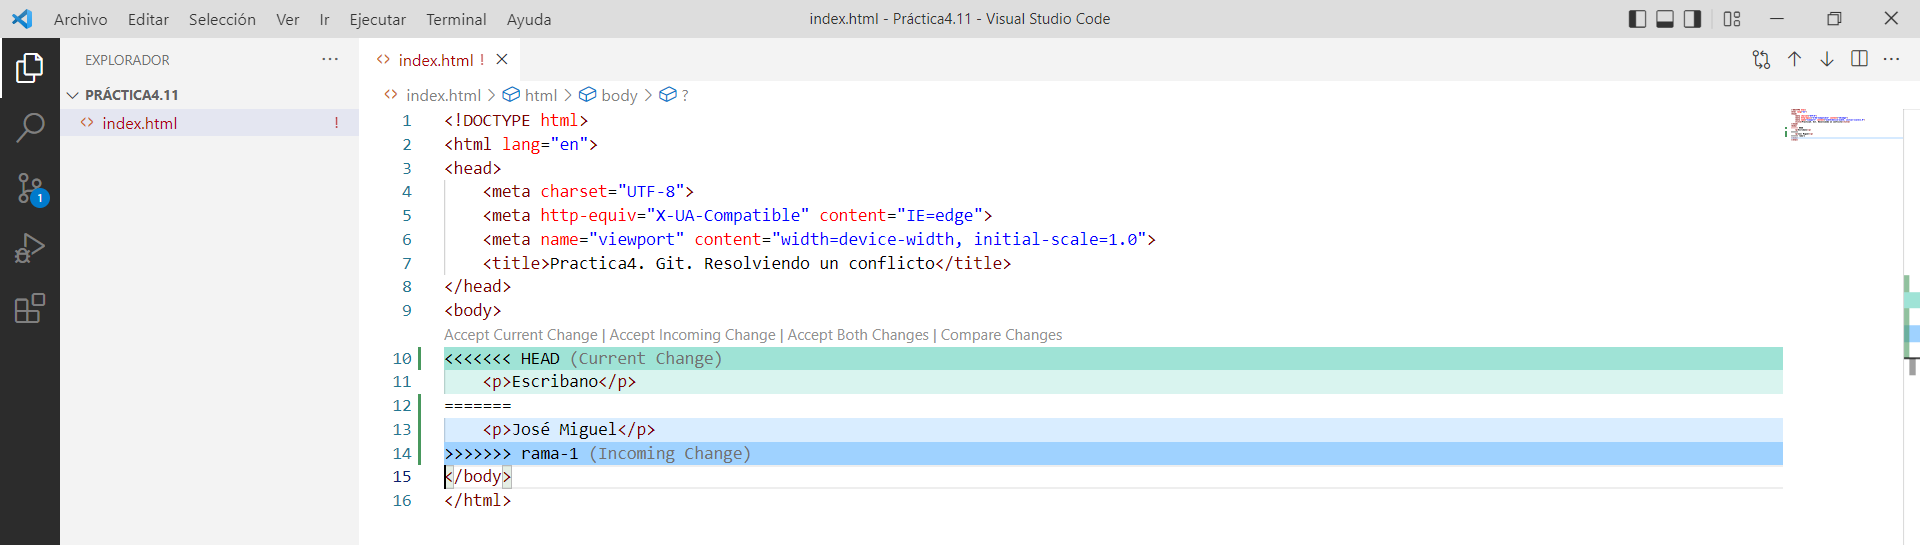 Archivo Editar Selección Ver Ir Ejecutar Terminal Ayuda
index.html - Práctica4.11 - Visual Studio Code
EXPLORADOR
PRÁCTICA4.11
index.html !
1
index.html !
index.html > html > body > ?
1 <!DOCTYPE html>
2 <html lang="en">
3 <head>
4 <meta charset="UTF-8">
5 <meta http-equiv="X-UA-Compatible" content="IE=edge">
6 <meta name="viewport" content="width=device-width, initial-scale=1.0">
7 <title>Practica4. Git. Resolviendo un conflicto</title>
8 </head>
9 <body>
Accept Current Change | Accept Incoming Change | Accept Both Changes | Compare Changes
10 <<<<<<< HEAD (Current Change)
11 <p>Escribano</p>
12 =======
13 <p>José Miguel</p>
14 >>>>>>> rama-1 (Incoming Change)
15 </body>
16 </html>